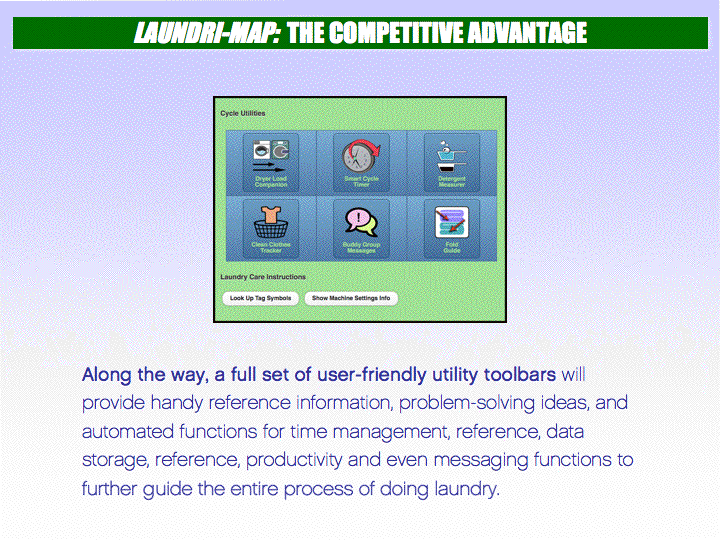 LAUNDRI-MAP: THE COMPETITIVE ADVANTAGE
Cycle Utilities
Dryer Load Companion
Smart Cycle Timer
Detergent Measurer
Clean Clothes Tracker
Buddy Group Messages
Fold Guide
Laundry Care Instructions
Look Up Tag Symbols
Show Machine Settings Info
Along the way, a full set of user-friendly utility toolbars will
provide handy reference information, problem-solving ideas, and
automated functions for time management, reference, data
storage, reference, productivity and even messaging functions to
further guide the entire process of doing laundry.